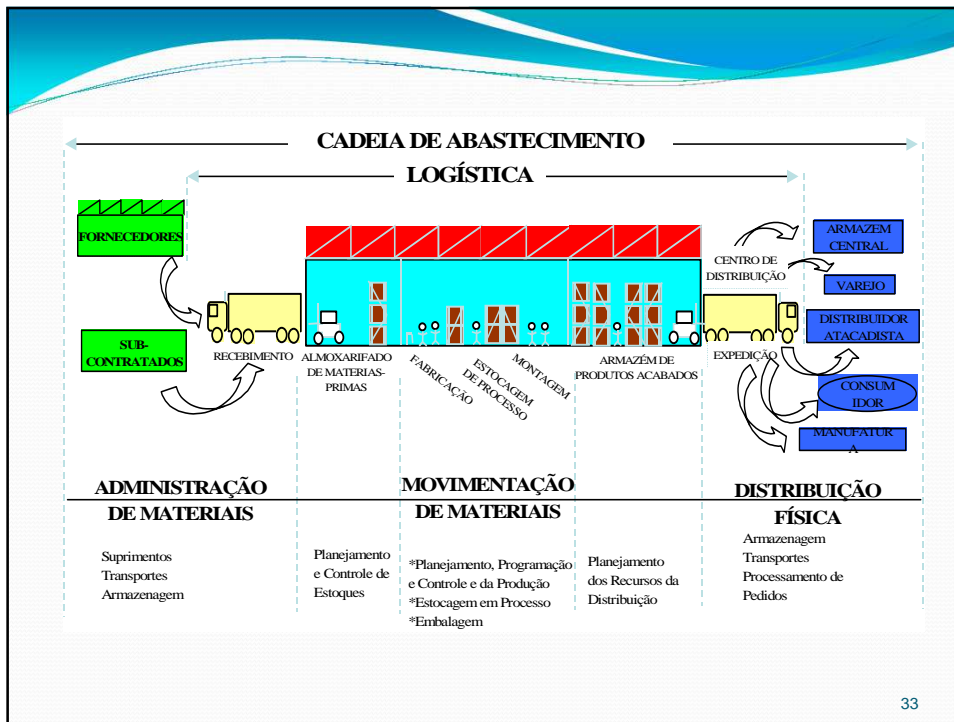 CADEIA DE ABASTECIMENTO
LOGÍSTICA
FORNECEDORES
SUB-
CONTRATADOS
RECEBIMENTO
ALMOXARIFADO
DE MATERIAS-
PRIMAS
FABRICAÇÃO
ESTOCAGEM
DE PROCESSO
MONTAGEM
ARMAZÉM DE
PRODUTOS ACABADOS
CENTRO DE
DISTRIBUIÇÃO
EXPEDIÇÃO
ARMAZEM
CENTRAL
VAREJO
DISTRIBUIDOR
ATACADISTA
CONSUM
IDOR
MANUFATUR
A
ADMINISTRAÇÃO
DE MATERIAIS
MOVIMENTAÇÃO
DE MATERIAIS
DISTRIBUIÇÃO
FÍSICA
Suprimentos
Transportes
Armazenagem
Planejamento
e Controle de
Estoques
*Planejamento, Programação
e Controle e da Produção
*Estocagem em Processo
*Embalagem
Planejamento
dos Recursos da
Distribuição
Armazenagem
Transportes
Processamento de
Pedidos
33